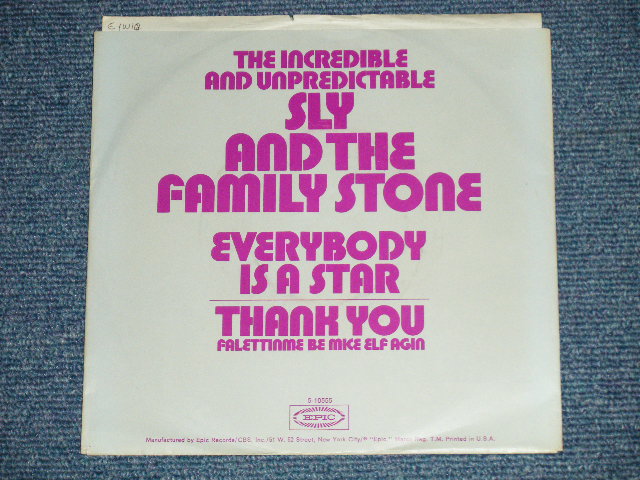 THE INCREDIBLE
AND UNPREDICTABLE
SLY
AND THE
FAMILY STONE
EVERYBODY
IS A STAR
THANK YOU
FALETTINME BE MICE ELF AGIN
5-10555
EPIC
Manufactured by Epic Records/CBS, Inc./51 W. 52 Street, New York City/® "Epic," Marca Reg. T.M. Printed in U.S.A.